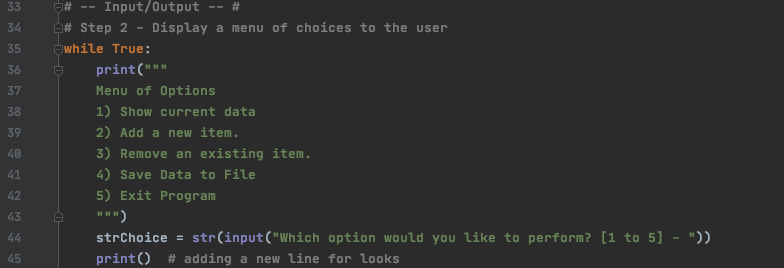 33 # -- Input/Output -- #
34 # Step 2 - Display a menu of choices to the user
35 while True:
36     print("""
37     Menu of Options
38     1) Show current data
39     2) Add a new item.
40     3) Remove an existing item.
41     4) Save Data to File
42     5) Exit Program
43     """)
44     strChoice = str(input("Which option would you like to perform? [1 to 5] - "))
45     print()  # adding a new line for looks